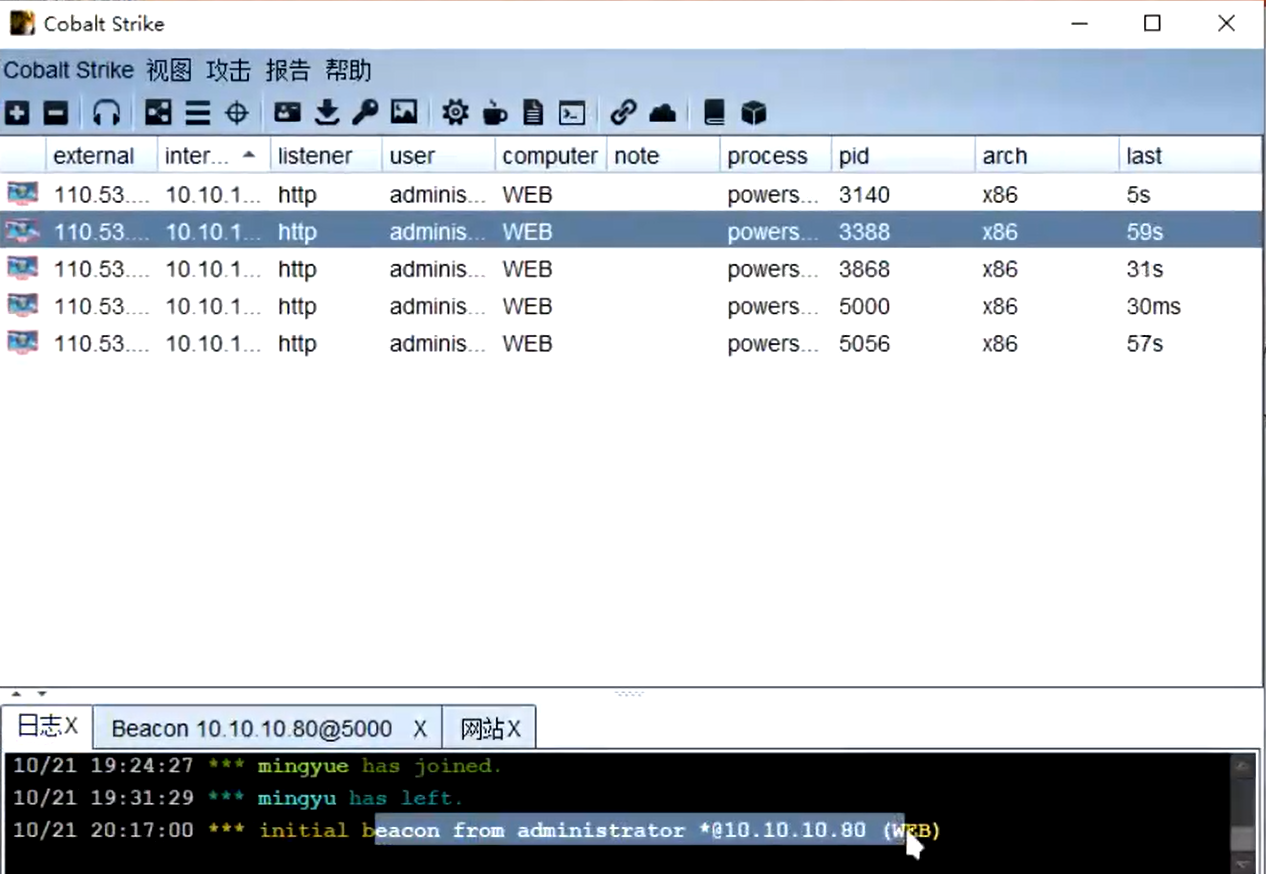 Cobalt Strike
Cobalt Strike 视图 攻击 报告 帮助
external inter... listener user computer note process pid arch last
110.53.... 10.10.1... http adminis... WEB powers... 3140 x86 5s
110.53.... 10.10.1... http adminis... WEB powers... 3388 x86 59s
110.53.... 10.10.1... http adminis... WEB powers... 3868 x86 31s
110.53.... 10.10.1... http adminis... WEB powers... 5000 x86 30ms
110.53.... 10.10.1... http adminis... WEB powers... 5056 x86 57s
日志X Beacon 10.10.10.80@5000 X 网站X
10/21 19:24:27 *** mingyue has joined.
10/21 19:31:29 *** mingyu has left.
10/21 20:17:00 *** initial beacon from administrator *@10.10.10.80 (WEB)